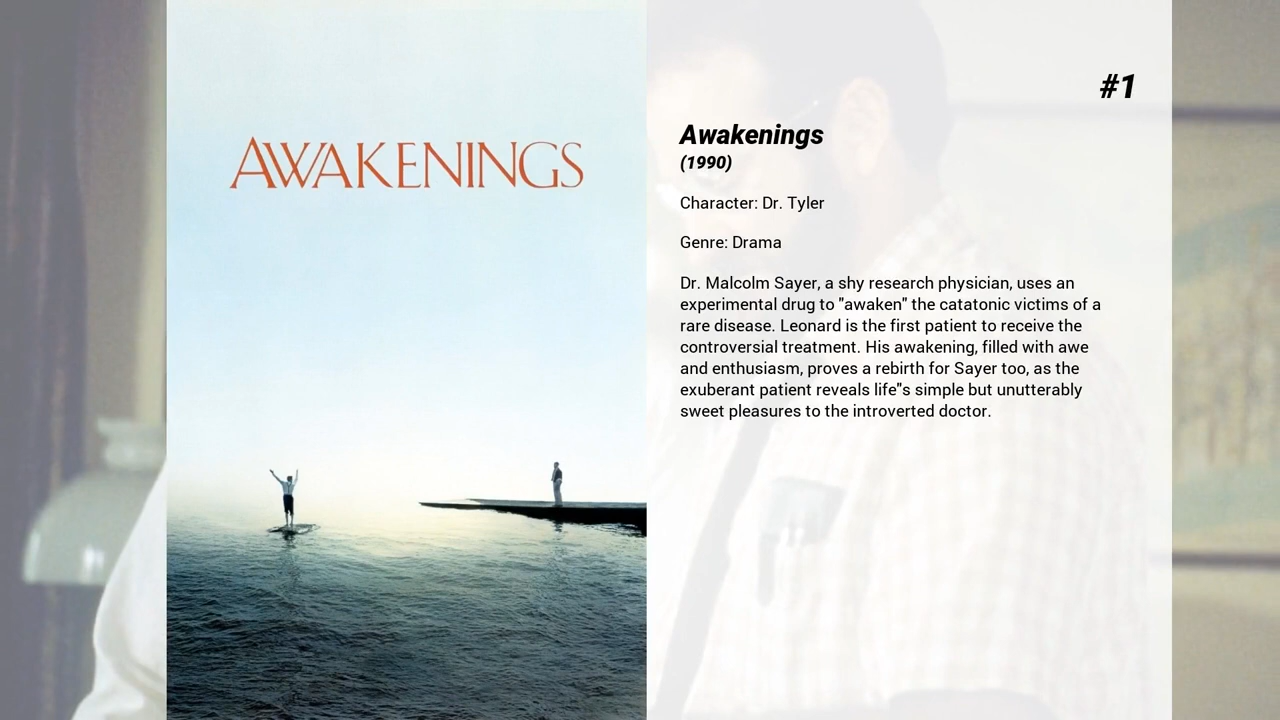 AWAKENINGS
#1
Awakenings
(1990)
Character: Dr. Tyler
Genre: Drama
Dr. Malcolm Sayer, a shy research physician, uses an
experimental drug to "awaken" the catatonic victims of a
rare disease. Leonard is the first patient to receive the
controversial treatment. His awakening, filled with awe
and enthusiasm, proves a rebirth for Sayer too, as the
exuberant patient reveals life"s simple but unutterably
sweet pleasures to the introverted doctor.